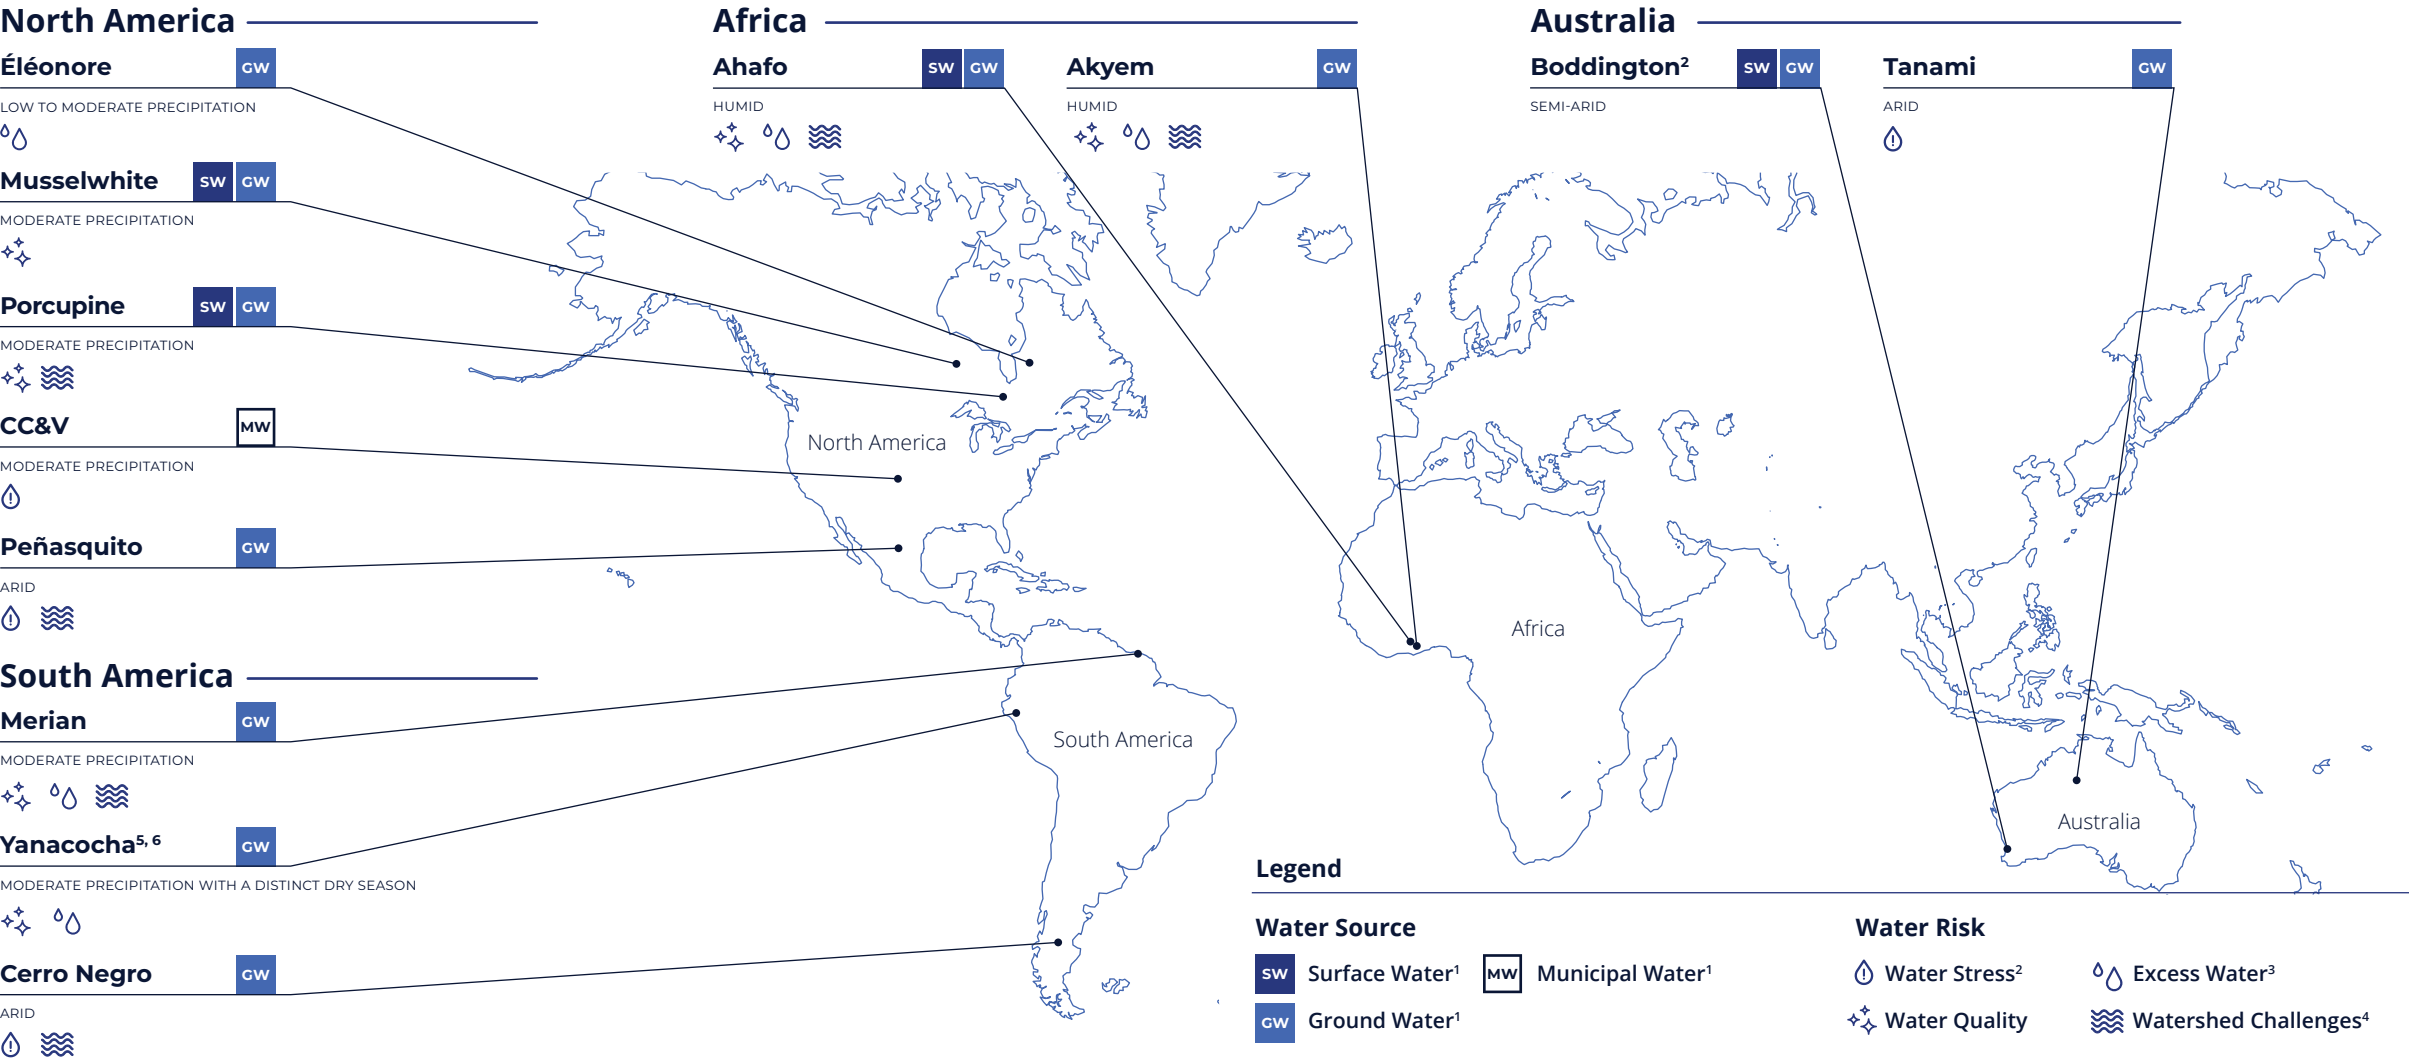 North America
Éléonore GW
LOW TO MODERATE PRECIPITATION
Musselwhite SW GW
MODERATE PRECIPITATION
Porcupine SW GW
MODERATE PRECIPITATION
CC&V MW
MODERATE PRECIPITATION
Peñasquito GW
ARID
South America
Merian GW
MODERATE PRECIPITATION
Yanacocha⁵, ⁶ GW
MODERATE PRECIPITATION WITH A DISTINCT DRY SEASON
Cerro Negro GW
ARID
Africa
Ahafo SW GW
HUMID
Akyem GW
HUMID
Australia
Boddington² SW GW
SEMI-ARID
Tanami GW
ARID
North America
South America
Africa
Australia
Legend
Water Source
SW Surface Water¹
MW Municipal Water¹
GW Ground Water¹
Water Risk
Water Stress²
Excess Water³
Water Quality
Watershed Challenges⁴